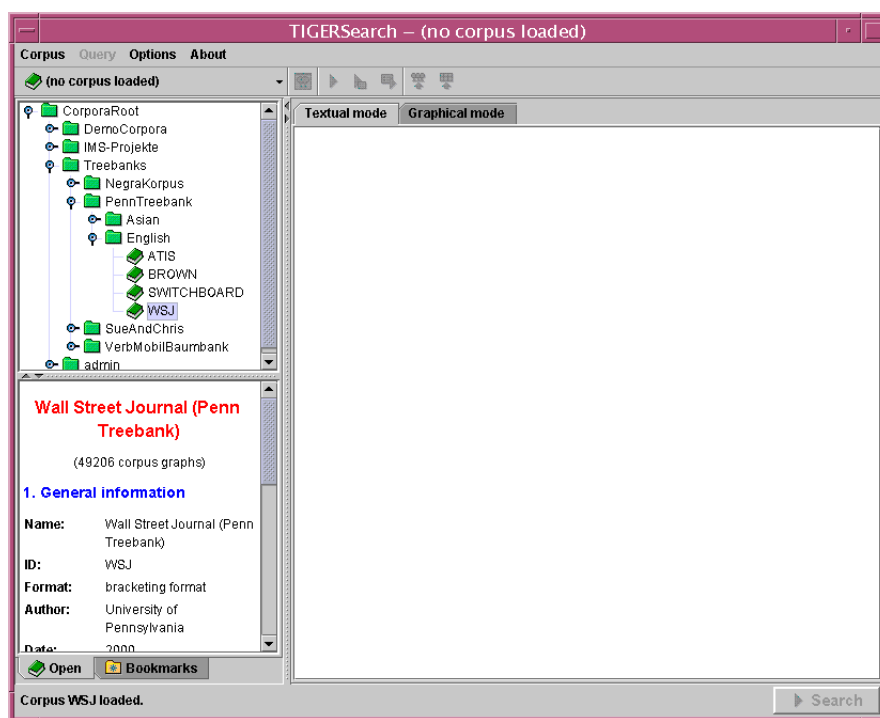 TIGERSearch – (no corpus loaded)
Corpus Query Options About
(no corpus loaded)
CorporaRoot
DemoCorpora
IMS-Projekte
Treebanks
NegraKorpus
PennTreebank
Asian
English
ATIS
BROWN
SWITCHBOARD
WSJ
SueAndChris
VerbMobilBaumbank
admin
Textual mode Graphical mode
Wall Street Journal (Penn
Treebank)
(49206 corpus graphs)
1. General information
Name: Wall Street Journal (Penn
Treebank)
ID: WSJ
Format: bracketing format
Author: University of
Pennsylvania
Date: 2000
Open Bookmarks
Corpus WSJ loaded.
Search